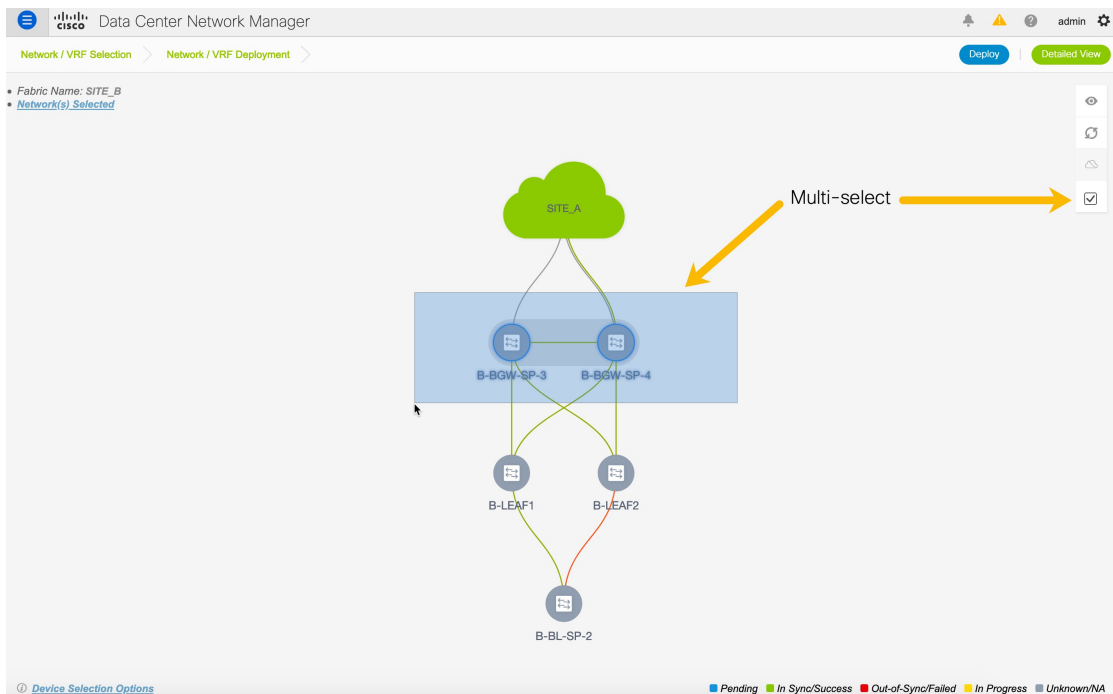 CISCO Data Center Network Manager
admin
Network / VRF Selection
Network / VRF Deployment
Deploy
Detailed View
Fabric Name: SITE_B
Network(s) Selected
SITE_A
Multi-select
B-BGW-SP-3
B-BGW-SP-4
B-LEAF1
B-LEAF2
B-BL-SP-2
Device Selection Options
Pending
In Sync/Success
Out-of-Sync/Failed
In Progress
Unknown/NA